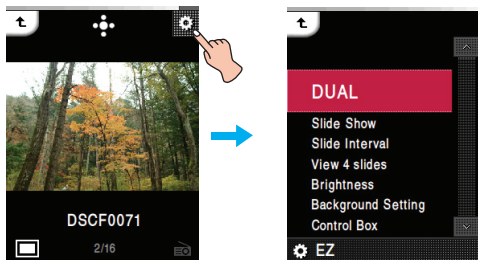 DSCF0071
2/16
DUAL
Slide Show
Slide Interval
View 4 slides
Brightness
Background Setting
Control Box
EZ